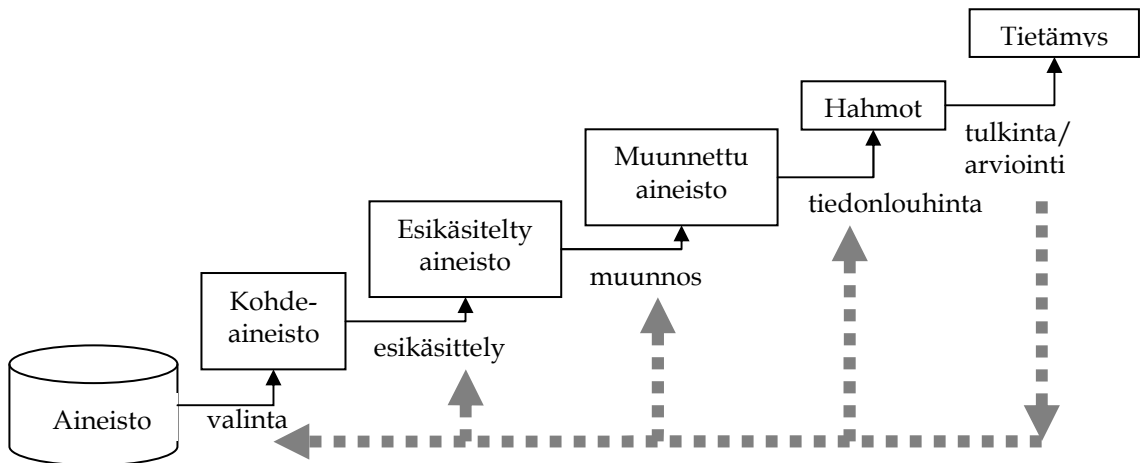 Tietämys
Hahmot
tulkinta/
arviointi
Muunnettu
aineisto
tiedonlouhinta
Esikäsitelty
aineisto
muunnos
Kohde-
aineisto
esikäsittely
Aineisto
valinta